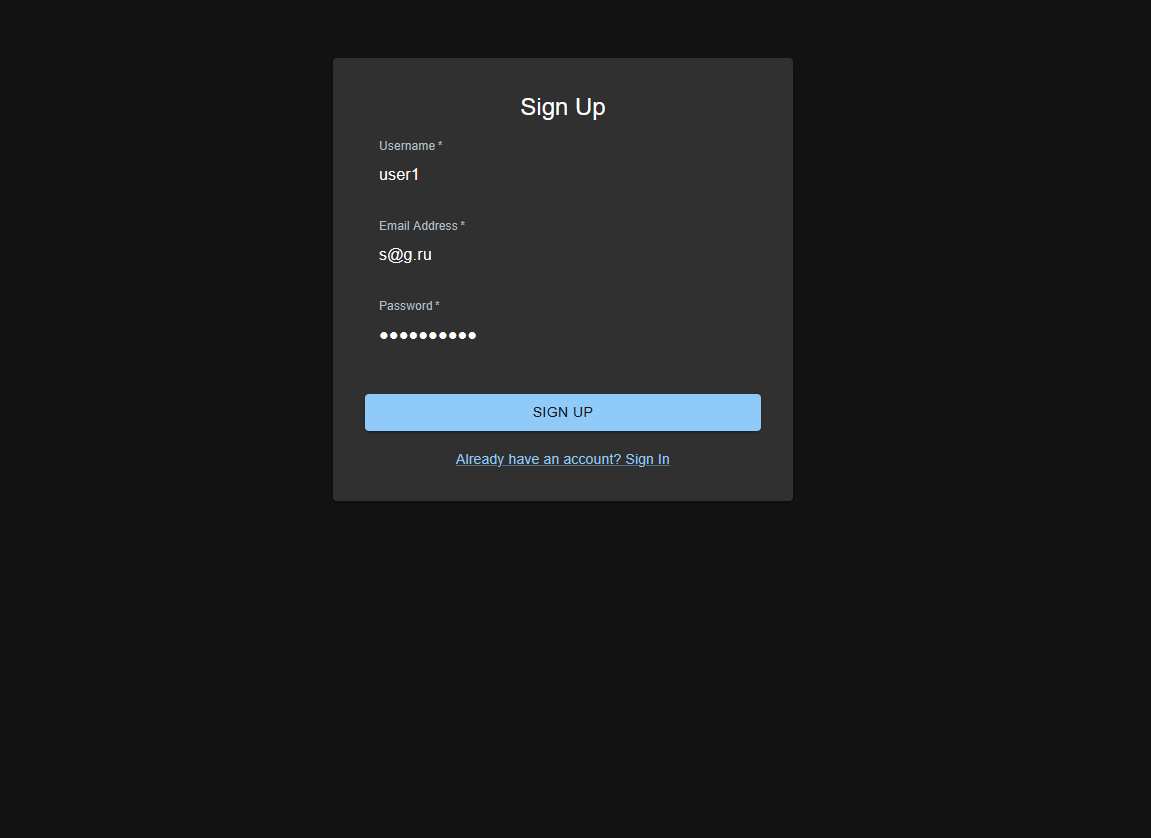 Sign Up
Username *
user1
Email Address *
s@g.ru
Password *
●●●●●●●●●●
SIGN UP
Already have an account? Sign In